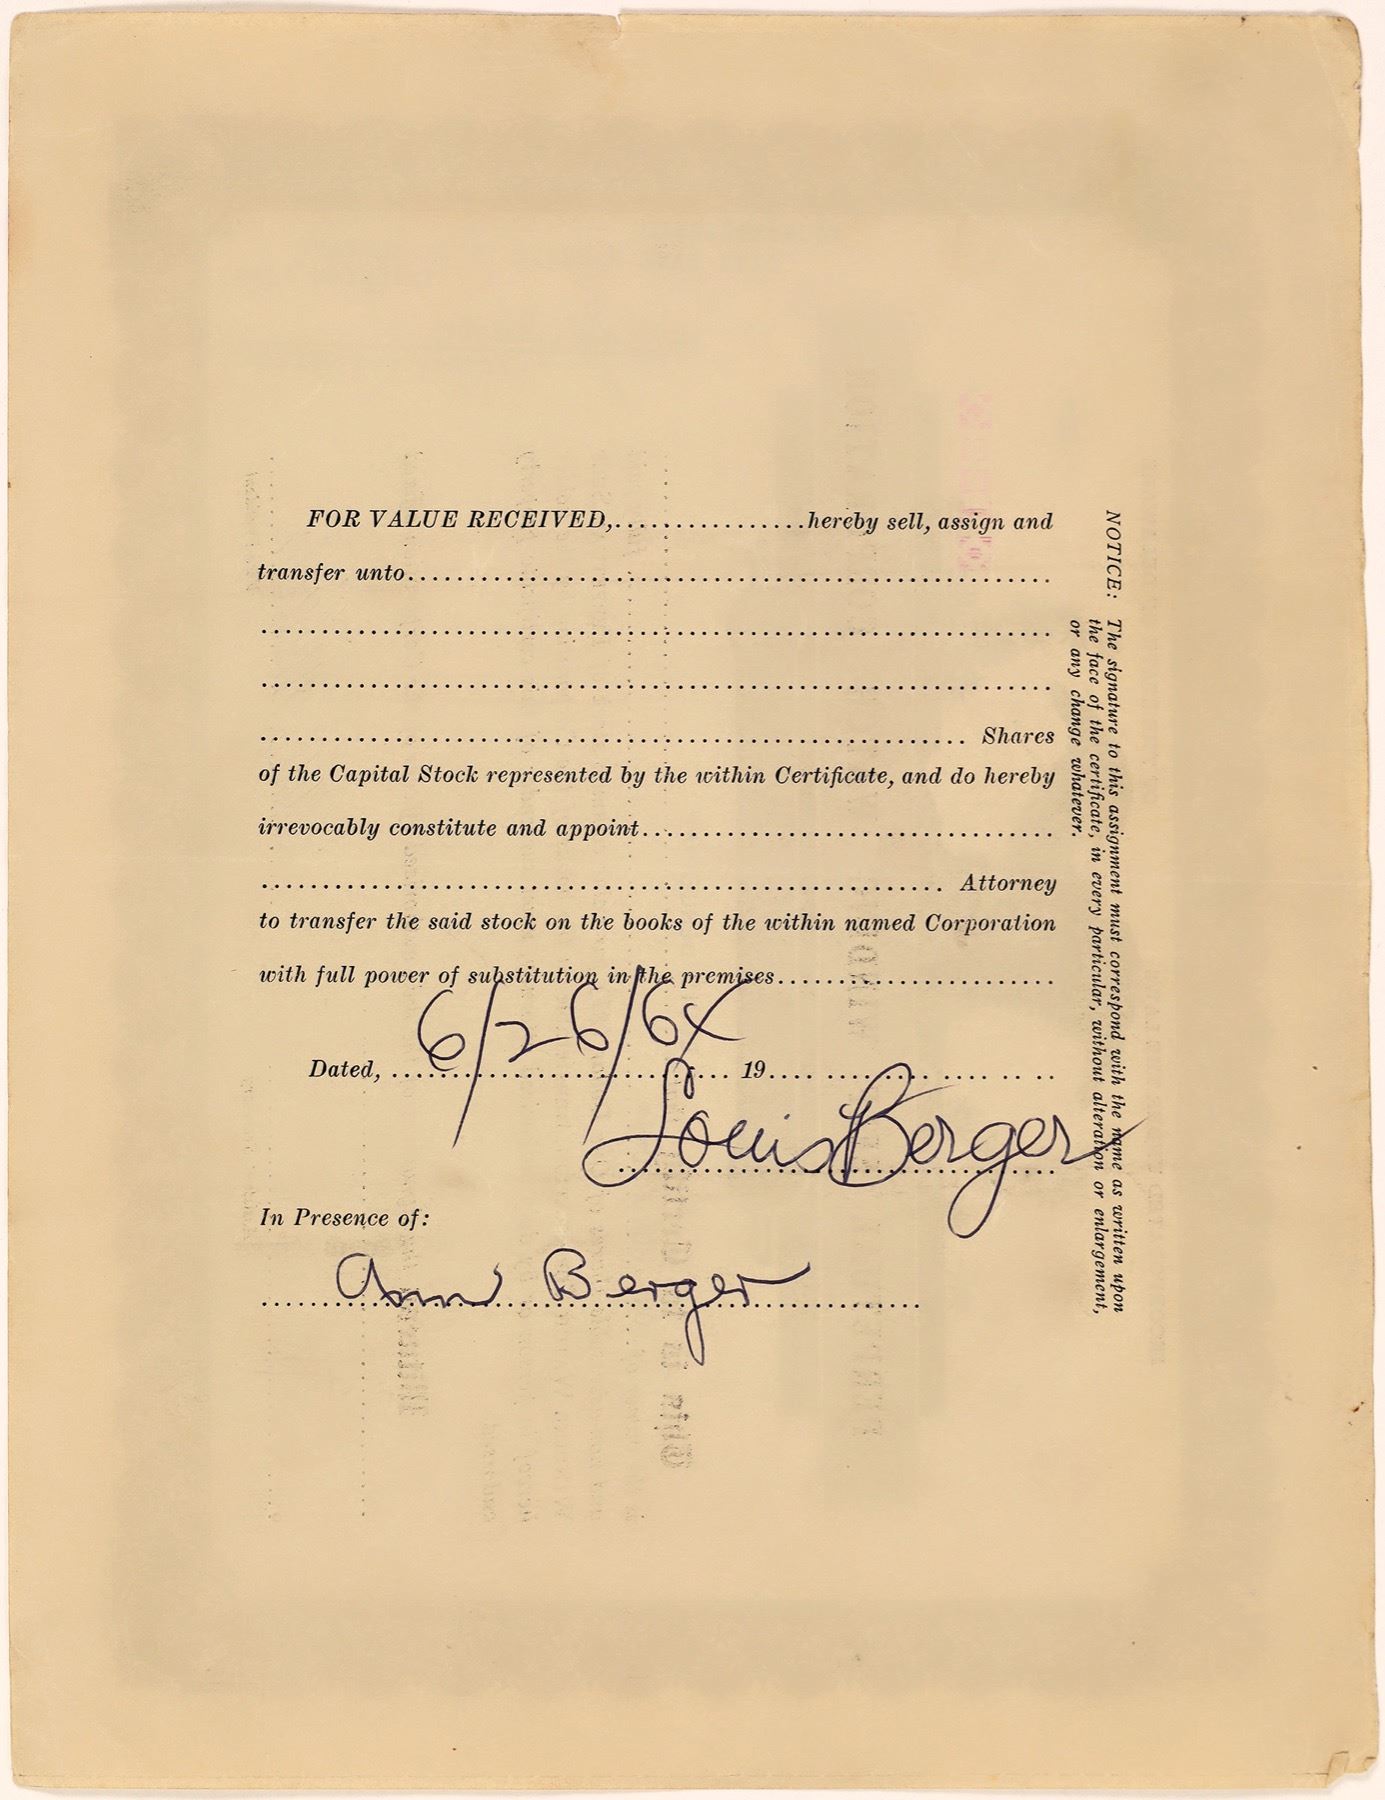 FOR VALUE RECEIVED,................hereby sell, assign and
transfer unto......................................................
..................................................................
..................................................................
........................................................... Shares
of the Capital Stock represented by the within Certificate, and do hereby
irrevocably constitute and appoint..................................
......................................................... Attorney
to transfer the said stock on the books of the within named Corporation
with full power of substitution in the premises.......................
Dated, 6/26/64 19....
Louis Berger
In Presence of:
Ann Berger
NOTICE: The signature to this assignment must correspond with the name as written upon
the face of the certificate, in every particular, without alteration or enlargement,
or any change whatever.